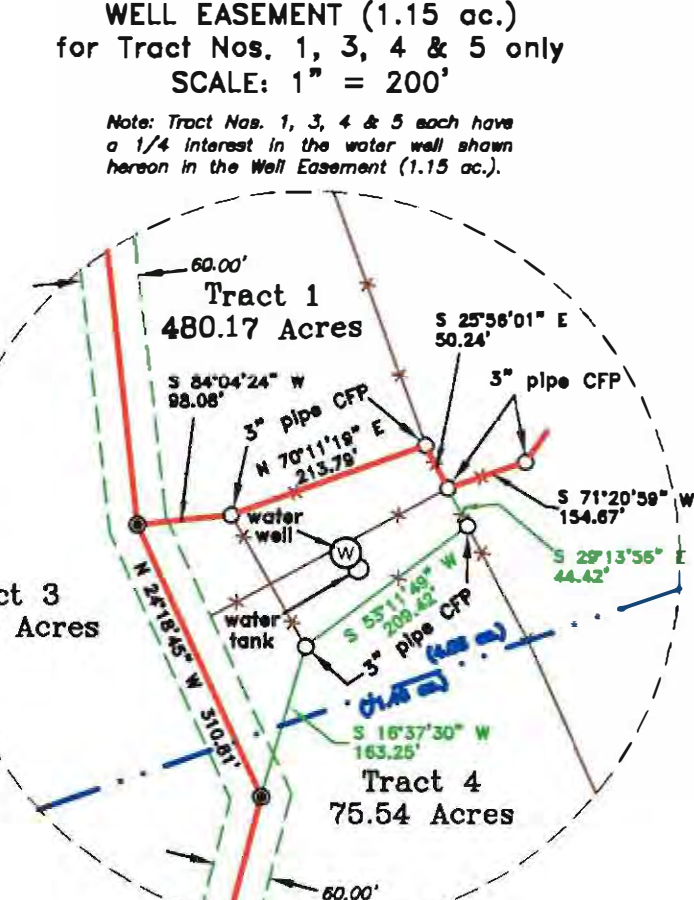 WELL EASEMENT (1.15 ac.)
for Tract Nos. 1, 3, 4 & 5 only
SCALE: 1" = 200'
Note: Tract Nos. 1, 3, 4 & 5 each have
a 1/4 interest in the water well shown
hereon in the Well Easement (1.15 ac.).
60.00'
Tract 1
480.17 Acres
S 25°56'01" E
50.24'
S 84°04'24" W
98.08'
3" pipe CFP
3" pipe CFP
N 70°11'19" E
213.79'
S 71°20'59" W
154.67'
water
well
W
S 29°13'56" E
44.42'
ct 3
Acres
N 24°18'45" W 310.81'
water
tank
S 53°11'49" W
209.42'
3" pipe CFP
S 16°37'30" W
163.25'
Tract 4
75.54 Acres
60.00'